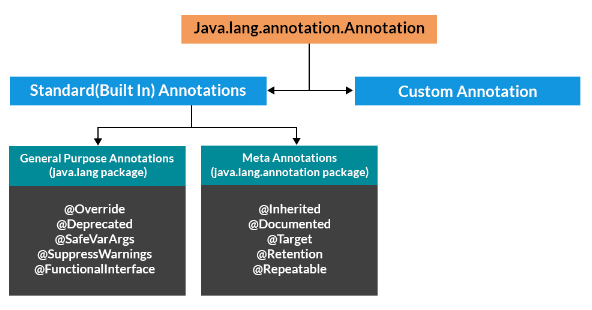 Java.lang.annotation.Annotation
Standard(Built In) Annotations
Custom Annotation
General Purpose Annotations
(java.lang package)
@Override
@Deprecated
@SafeVarArgs
@SuppressWarnings
@FunctionalInterface
Meta Annotations
(java.lang.annotation package)
@Inherited
@Documented
@Target
@Retention
@Repeatable